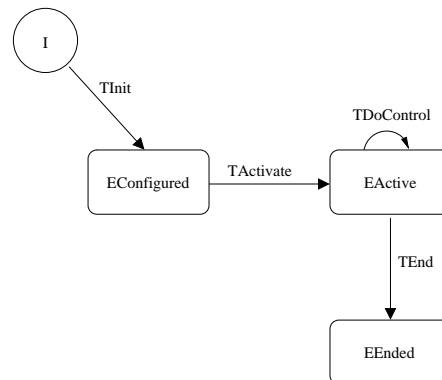 I
TInit
TDoControl
EConfigured
TActivate
EActive
TEnd
EEnded